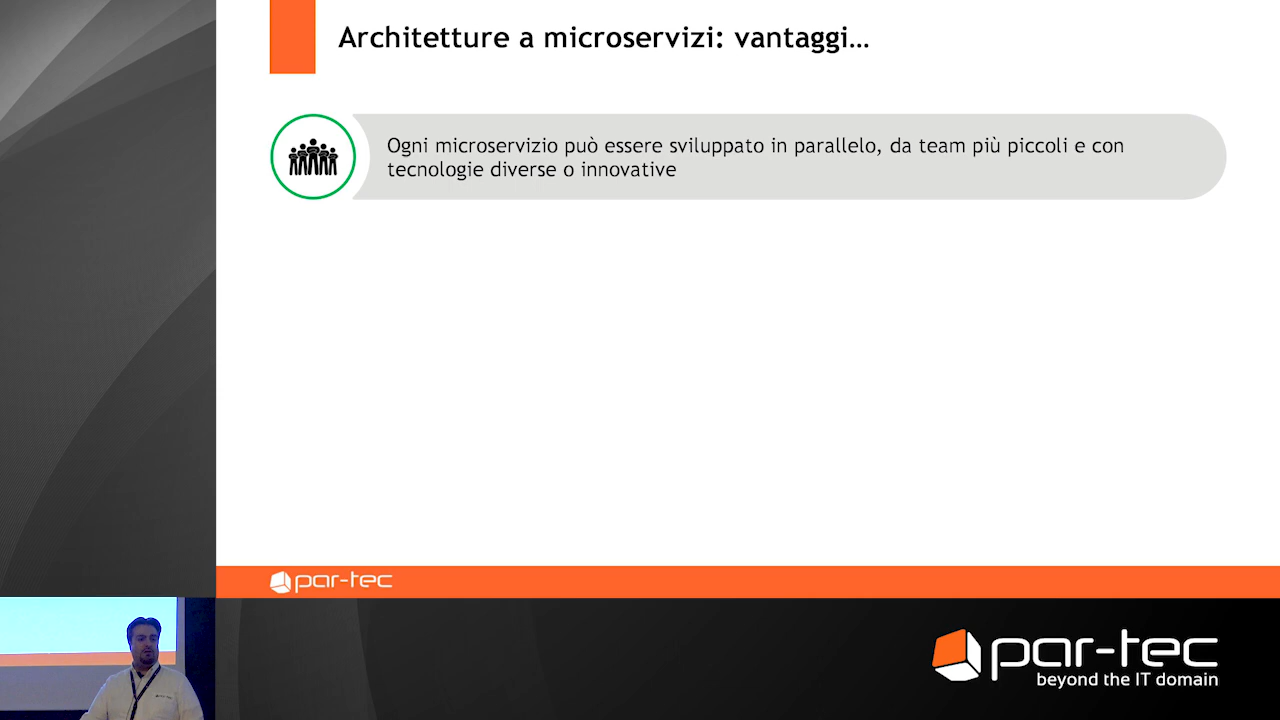 Architetture a microservizi: vantaggi…
Ogni microservizio può essere sviluppato in parallelo, da team più piccoli e con
tecnologie diverse o innovative
par-tec
par-tec
beyond the IT domain